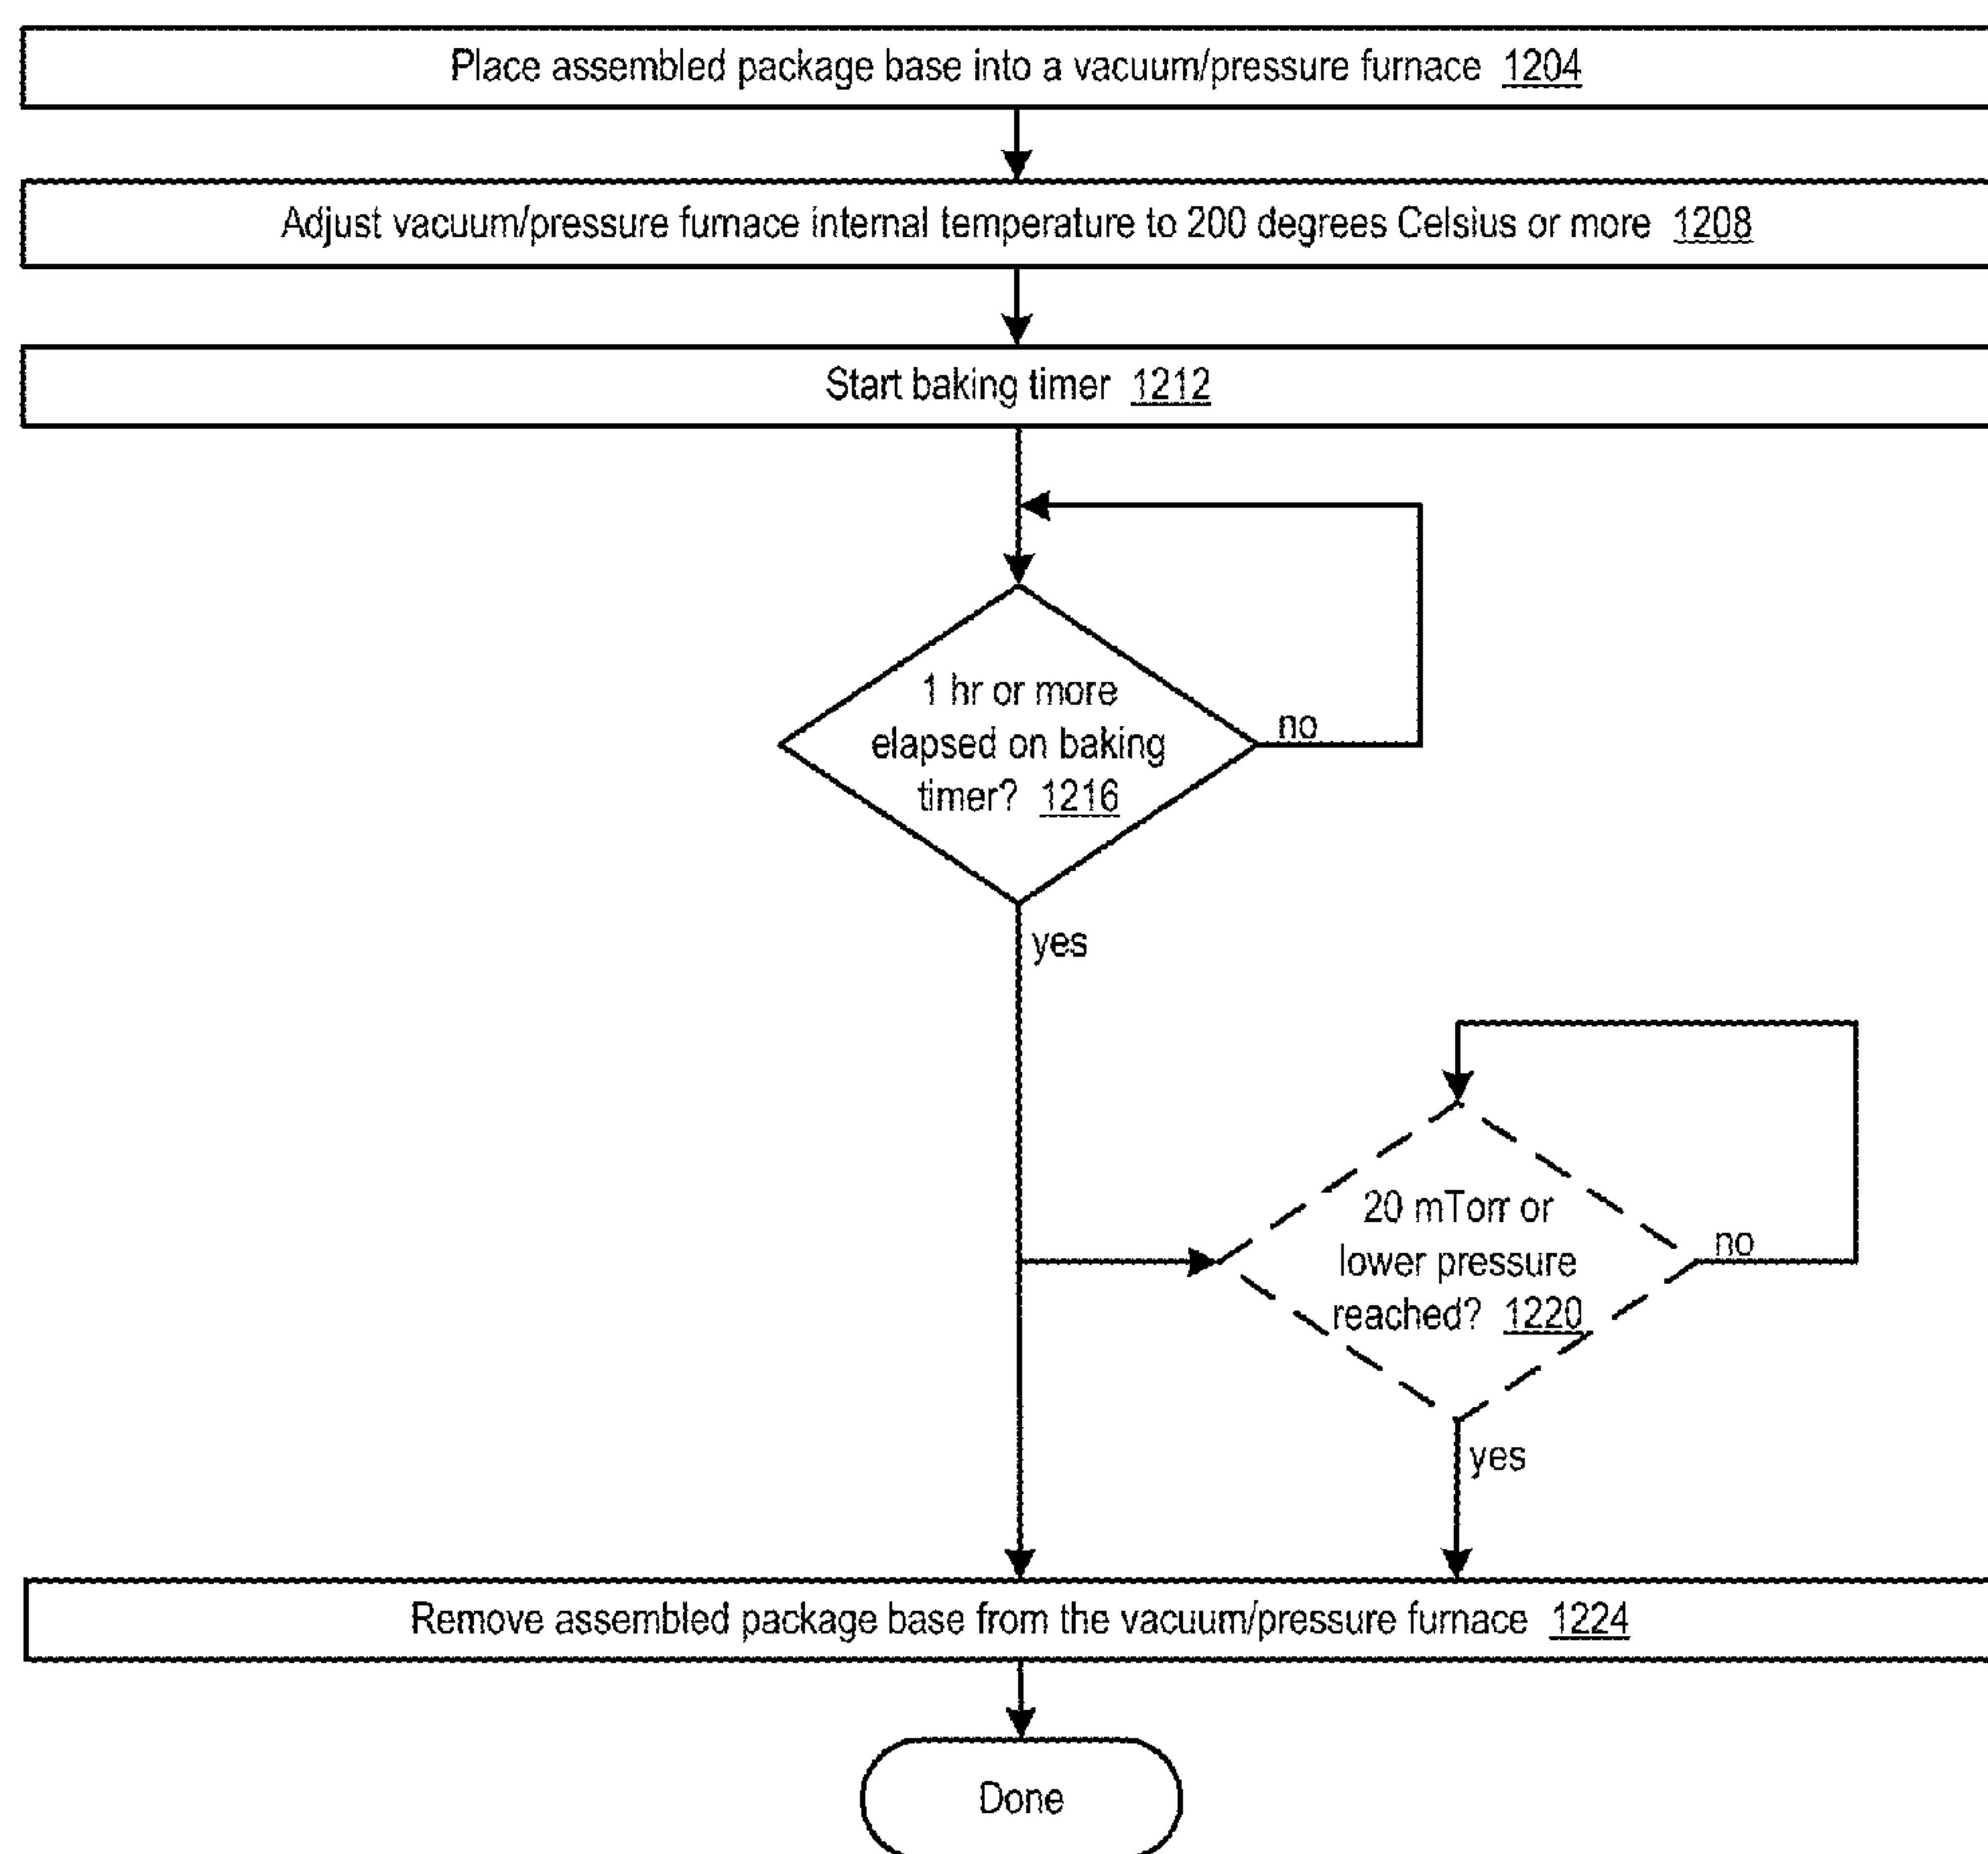 Place assembled package base into a vacuum/pressure furnace 1204
Adjust vacuum/pressure furnace internal temperature to 200 degrees Celsius or more 1208
Start baking timer 1212
1 hr or more
elapsed on baking
timer? 1216
no
yes
20 mTorr or
lower pressure
reached? 1220
no
yes
Remove assembled package base from the vacuum/pressure furnace 1224
Done